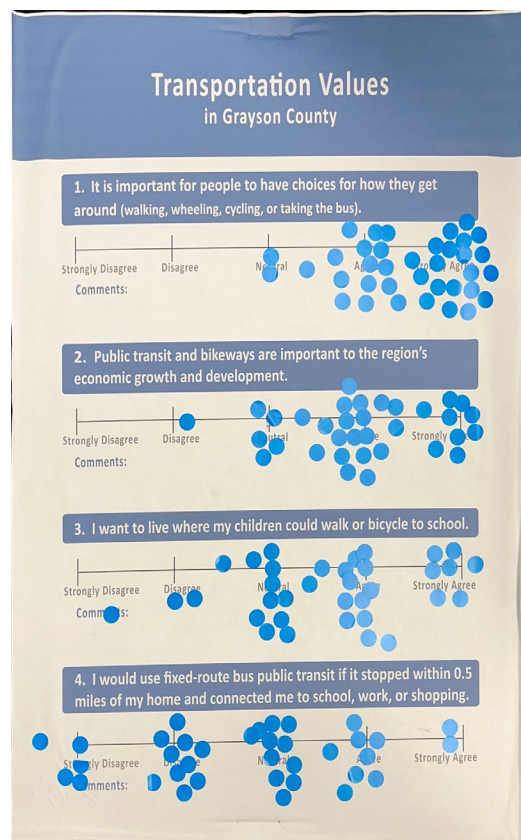 Transportation Values
in Grayson County
1. It is important for people to have choices for how they get
around (walking, wheeling, cycling, or taking the bus).
Strongly Disagree Disagree
Comments:
2. Public transit and bikeways are important to the region's
economic growth and development.
Strongly Disagree Disagree Strongly
Comments:
3. I want to live where my children could walk or bicycle to school.
Strongly Disagree Disagree Strongly Agree
4. I would use fixed-route bus public transit if it stopped within 0.5
miles of my home and connected me to school, work, or shopping.
Disagree Strongly Agree